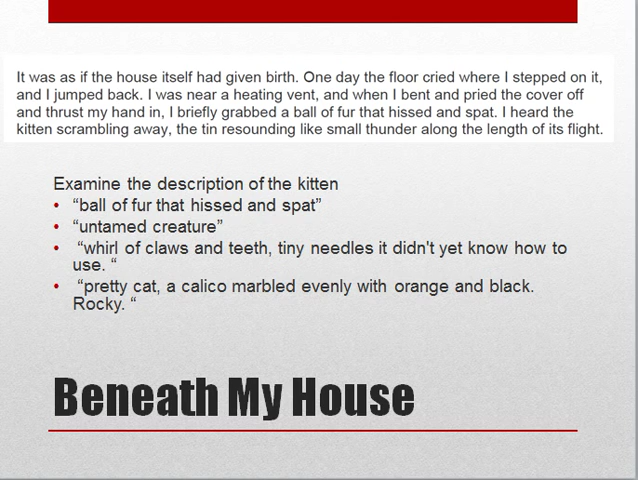 It was as if the house itself had given birth. One day the floor cried where I stepped on it,
and I jumped back. I was near a heating vent, and when I bent and pried the cover off
and thrust my hand in, I briefly grabbed a ball of fur that hissed and spat. I heard the
kitten scrambling away, the tin resounding like small thunder along the length of its flight.
Examine the description of the kitten
• “ball of fur that hissed and spat”
• “untamed creature”
• “whirl of claws and teeth, tiny needles it didn't yet know how to
use. “
• “pretty cat, a calico marbled evenly with orange and black.
Rocky. “
Beneath My House